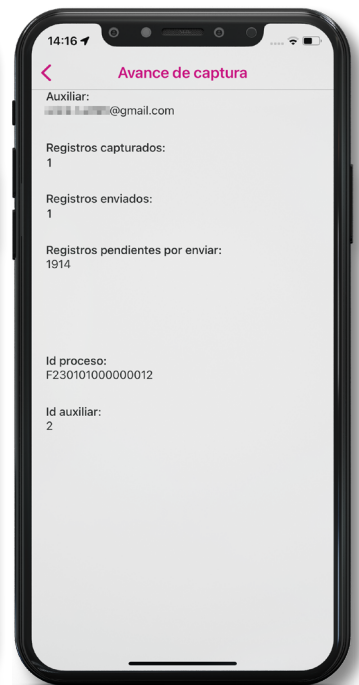 14:16
Avance de captura
Auxiliar:
@gmail.com
Registros capturados:
1
Registros enviados:
1
Registros pendientes por enviar:
1914
Id proceso:
F230101000000012
Id auxiliar:
2